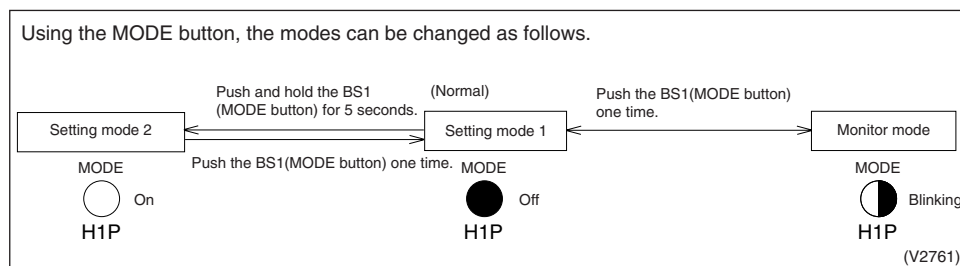 Using the MODE button, the modes can be changed as follows.
Push and hold the BS1
(MODE button) for 5 seconds.
(Normal)
Push the BS1(MODE button)
one time.
Setting mode 2
Setting mode 1
Monitor mode
Push the BS1(MODE button) one time.
MODE
On
H1P
MODE
Off
H1P
MODE
Blinking
H1P
(V2761)